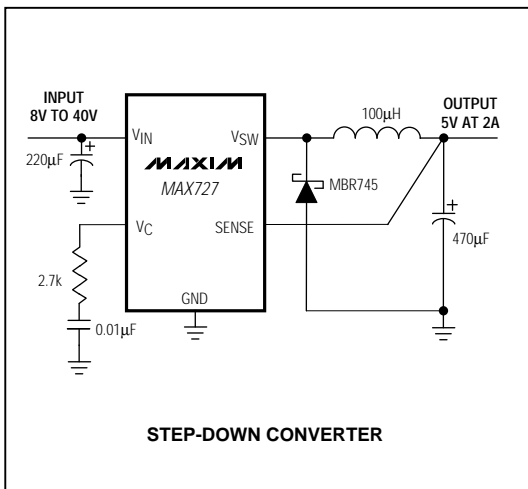 INPUT
8V TO 40V
220µF
VIN
MAXIM
MAX727
VSW
100µH
OUTPUT
5V AT 2A
MBR745
VC
SENSE
470µF
2.7k
0.01µF
GND
STEP-DOWN CONVERTER